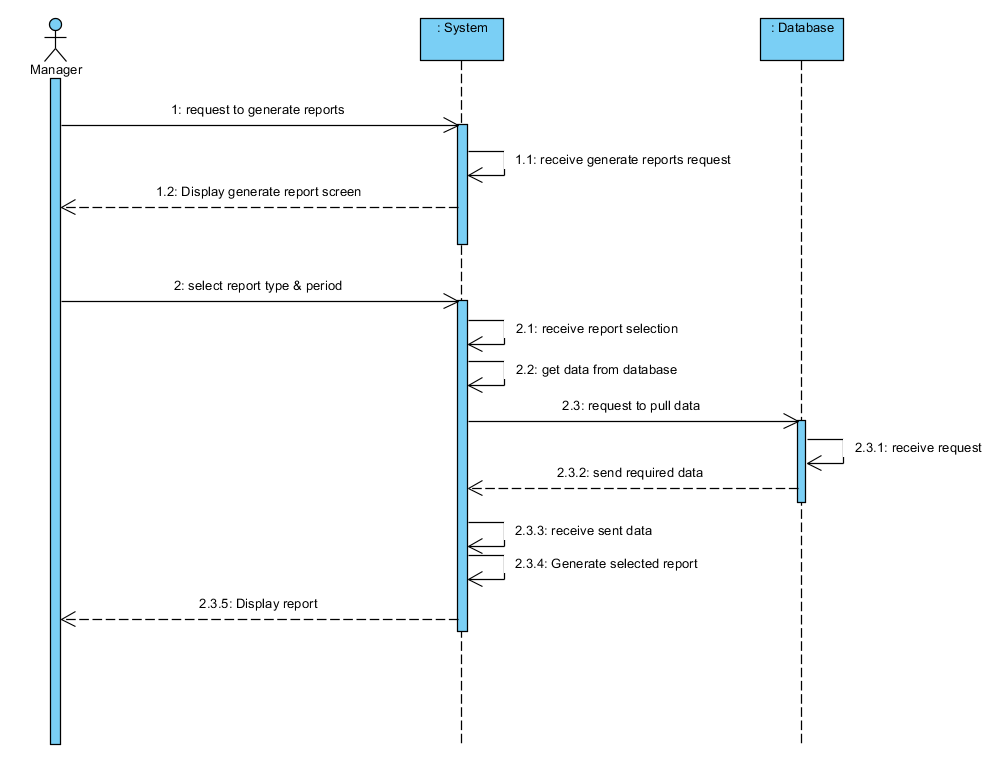 Manager
: System
: Database
1: request to generate reports
1.1: receive generate reports request
1.2: Display generate report screen
2: select report type & period
2.1: receive report selection
2.2: get data from database
2.3: request to pull data
2.3.1: receive request
2.3.2: send required data
2.3.3: receive sent data
2.3.4: Generate selected report
2.3.5: Display report